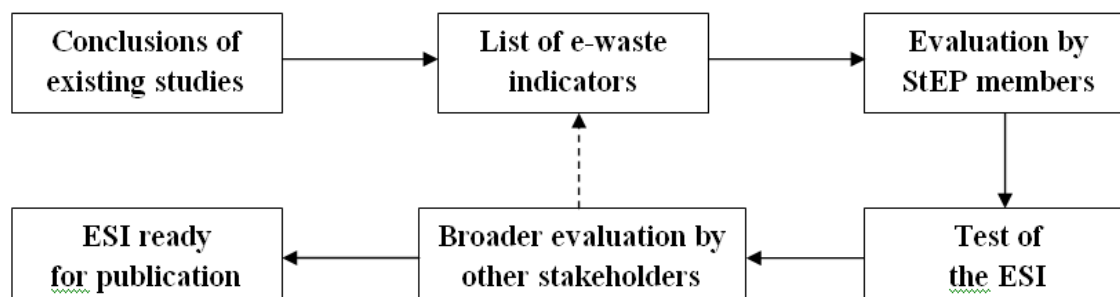 Conclusions of
existing studies
List of e-waste
indicators
Evaluation by
StEP members
ESI ready
for publication
Broader evaluation by
other stakeholders
Test of
the ESI